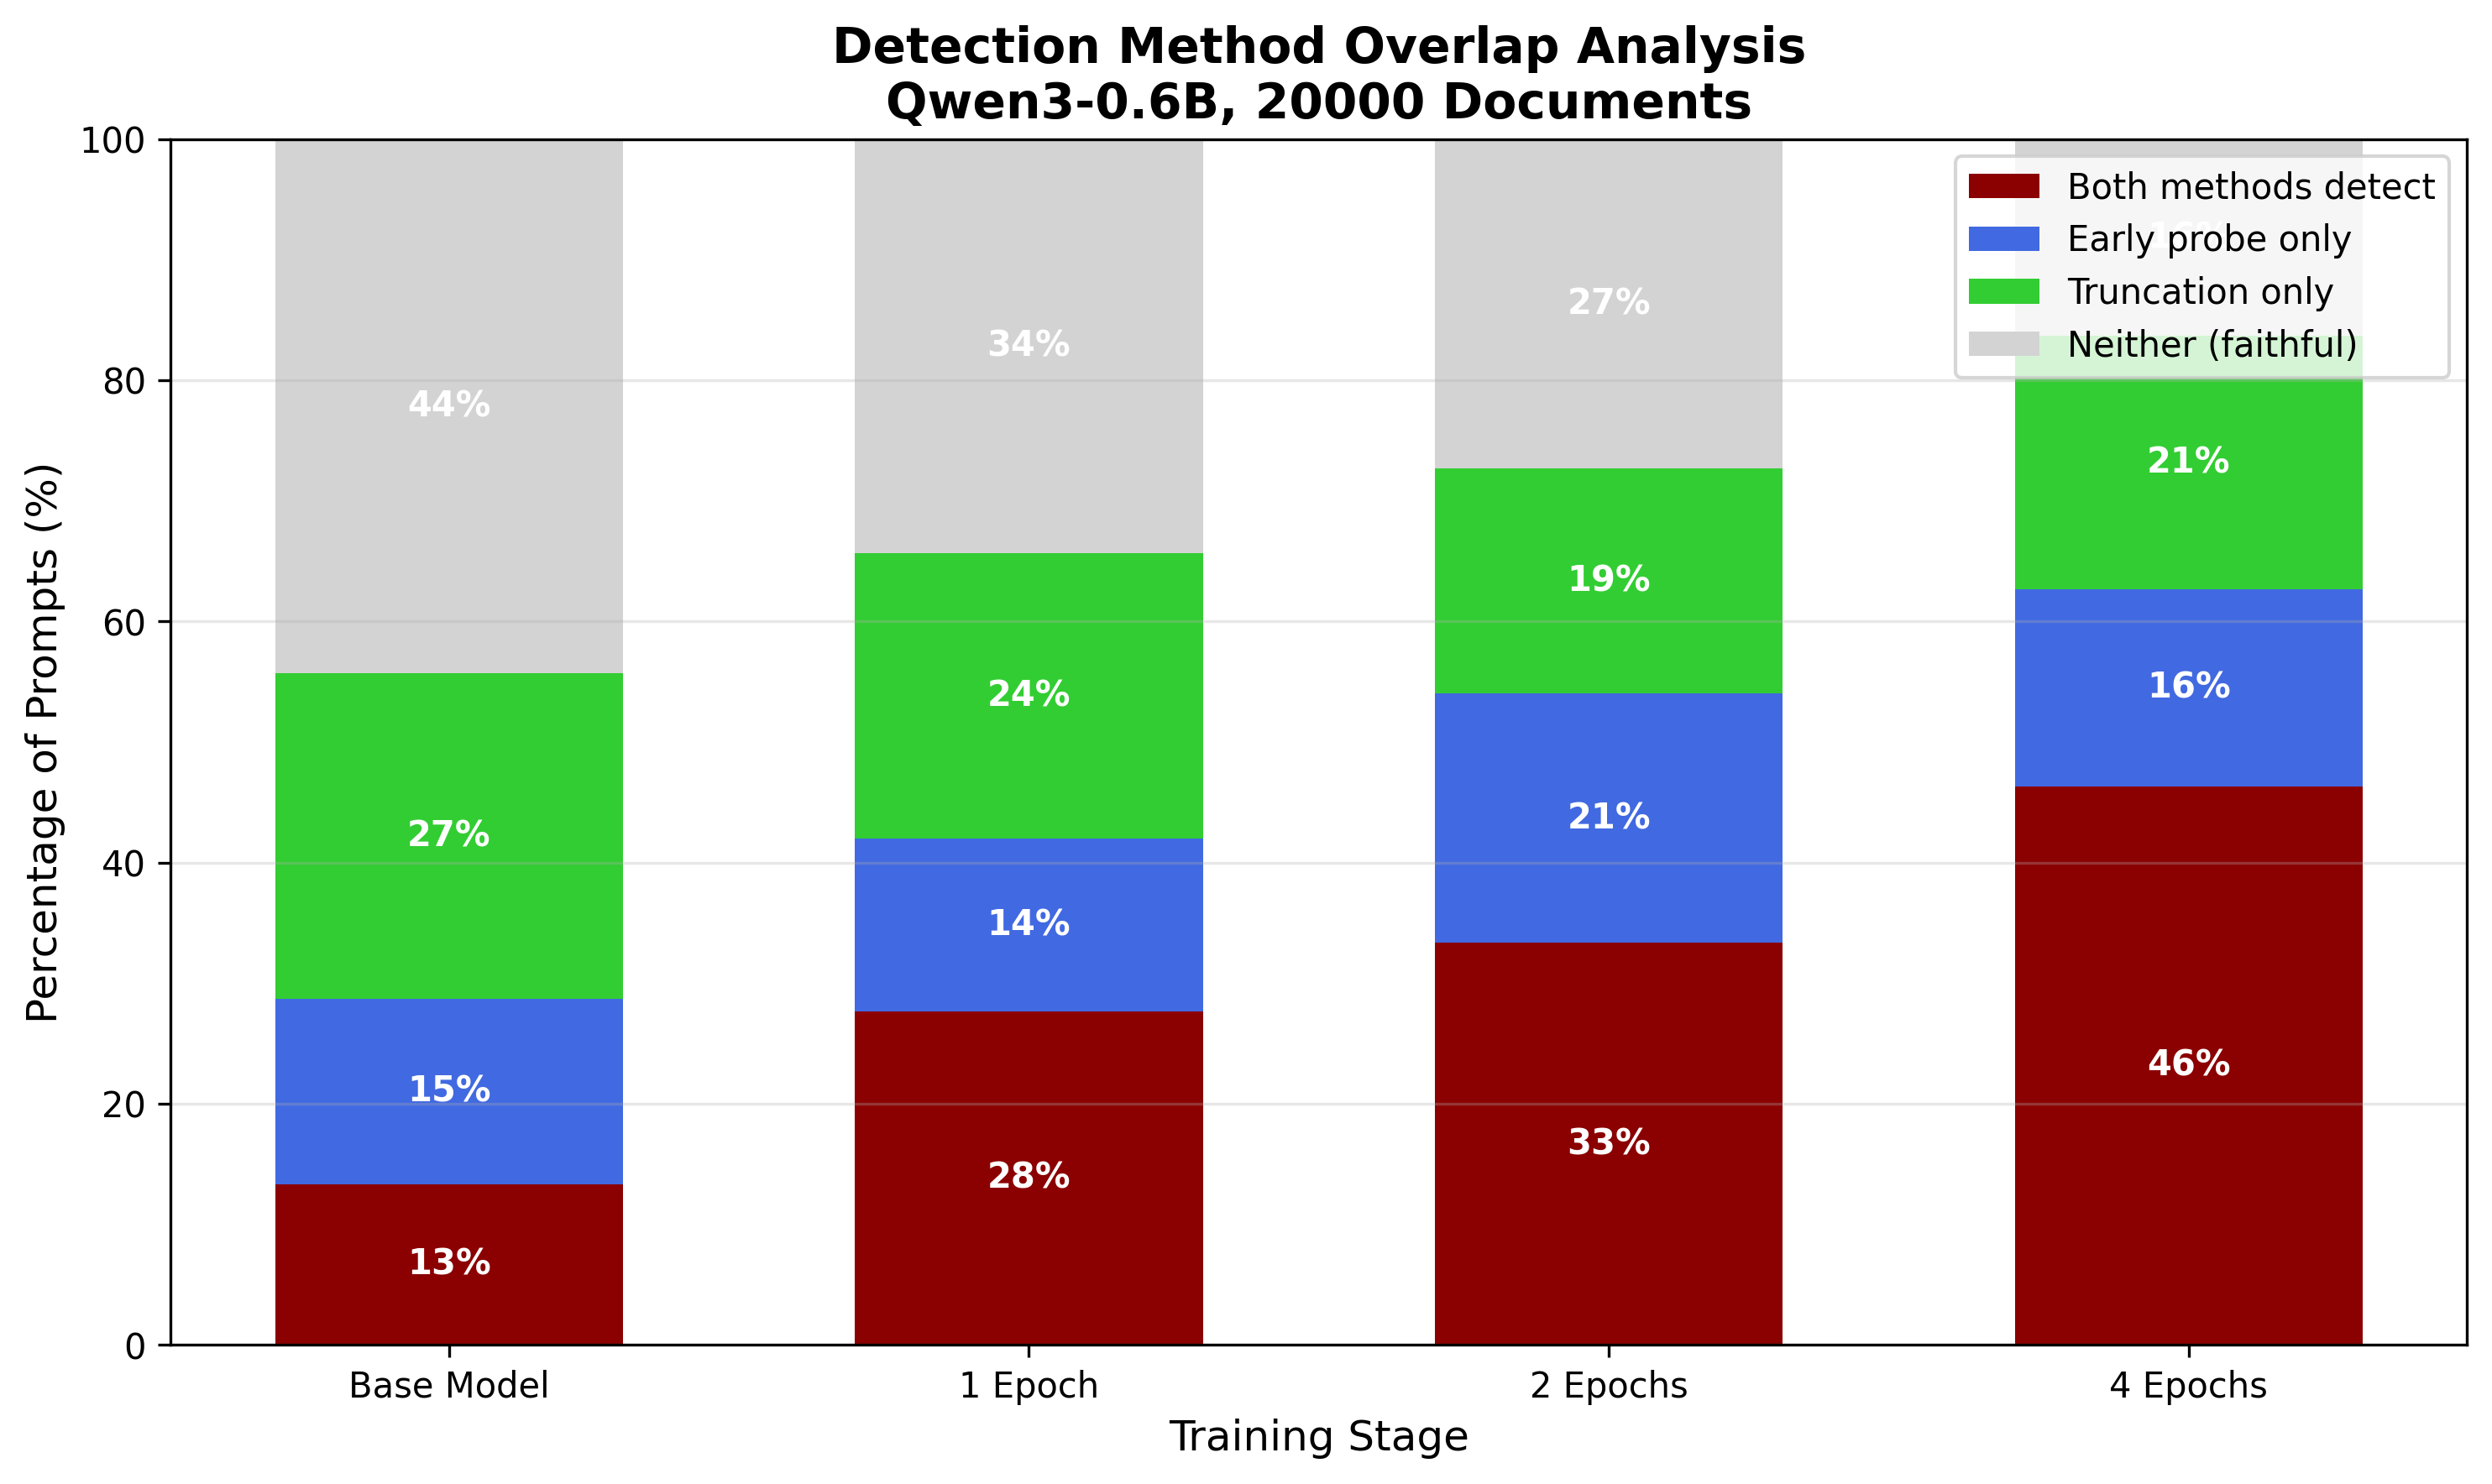 Detection Method Overlap Analysis
Qwen3-0.6B, 20000 Documents
Percentage of Prompts (%)
100
80
60
40
20
0
Both methods detect
Early probe only
Truncation only
Neither (faithful)
44%
27%
15%
13%
34%
24%
14%
28%
27%
19%
21%
33%
21%
16%
46%
Base Model
1 Epoch
2 Epochs
4 Epochs
Training Stage